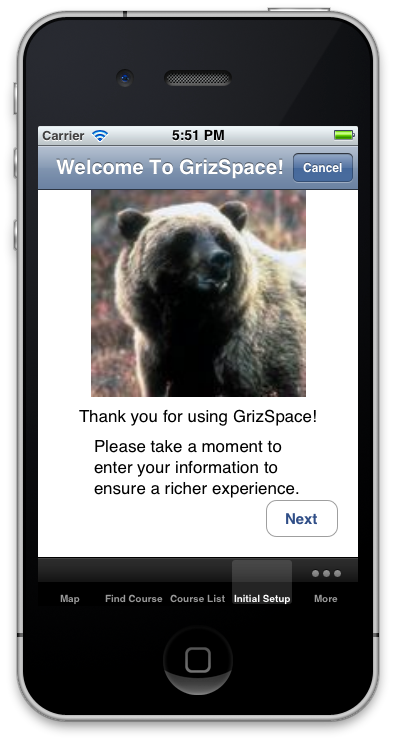 Carrier 5:51 PM
Welcome To GrizSpace! Cancel
Thank you for using GrizSpace!
Please take a moment to
enter your information to
ensure a richer experience.
Next
Map Find Course Course List Initial Setup More